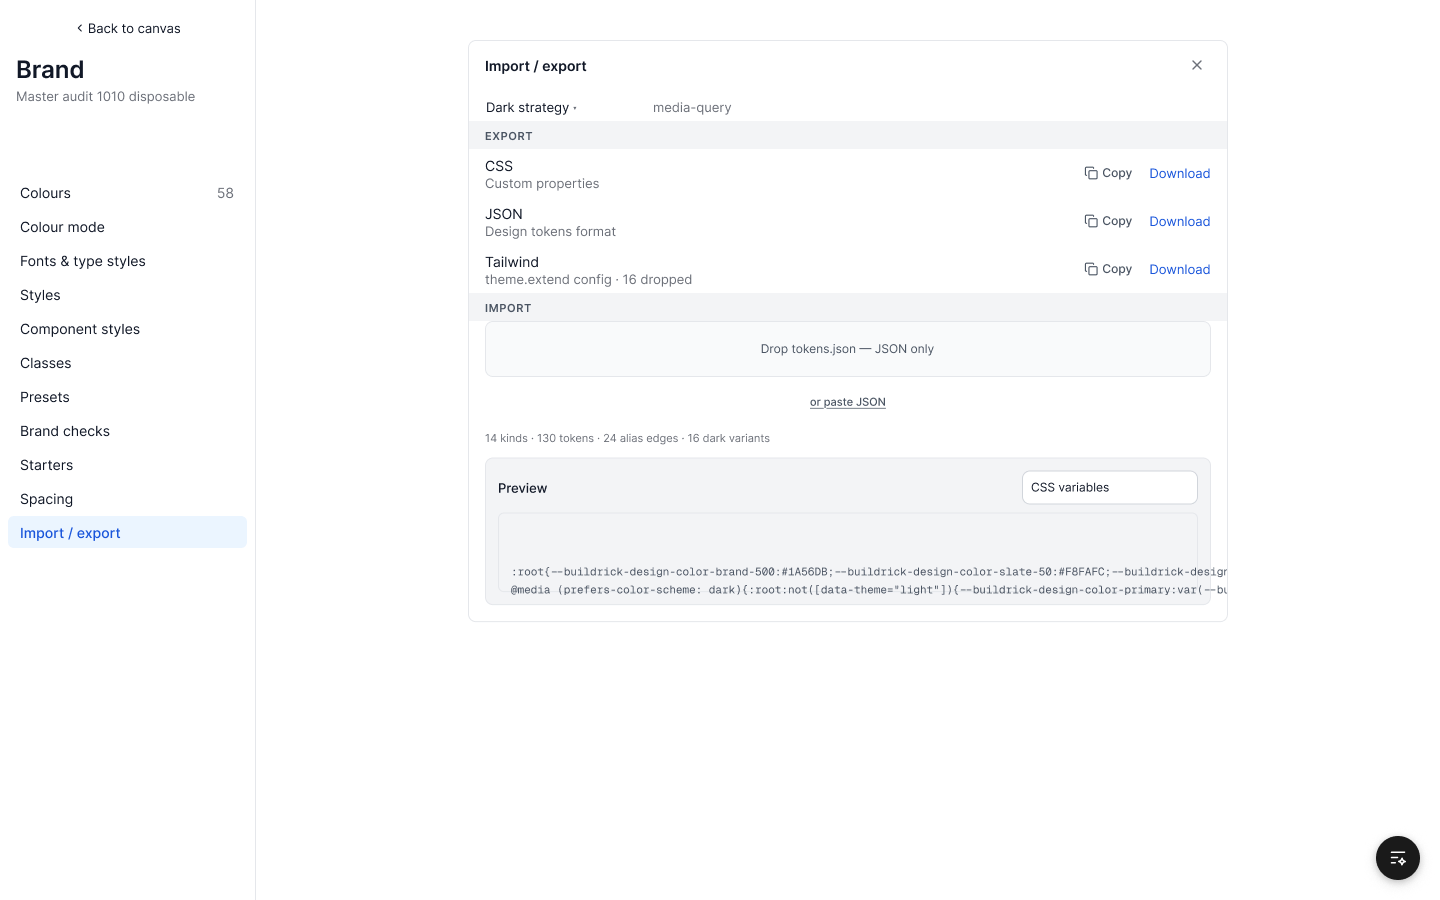 Back to canvas
Brand
Master audit 1010 disposable
Colours 58
Colour mode
Fonts & type styles
Styles
Component styles
Classes
Presets
Brand checks
Starters
Spacing
Import / export
Import / export
Dark strategy · media-query
EXPORT
CSS
Custom properties
Copy Download
JSON
Design tokens format
Copy Download
Tailwind
theme.extend config · 16 dropped
Copy Download
IMPORT
Drop tokens.json — JSON only
or paste JSON
14 kinds · 130 tokens · 24 alias edges · 16 dark variants
Preview
CSS variables
:root{--buildrick-design-color-brand-500:#1A56DB;--buildrick-design-color-slate-50:#F8FAFC;--buildrick-design
@media (prefers-color-scheme: dark){:root:not([data-theme="light"]){--buildrick-design-color-primary:var(--bu